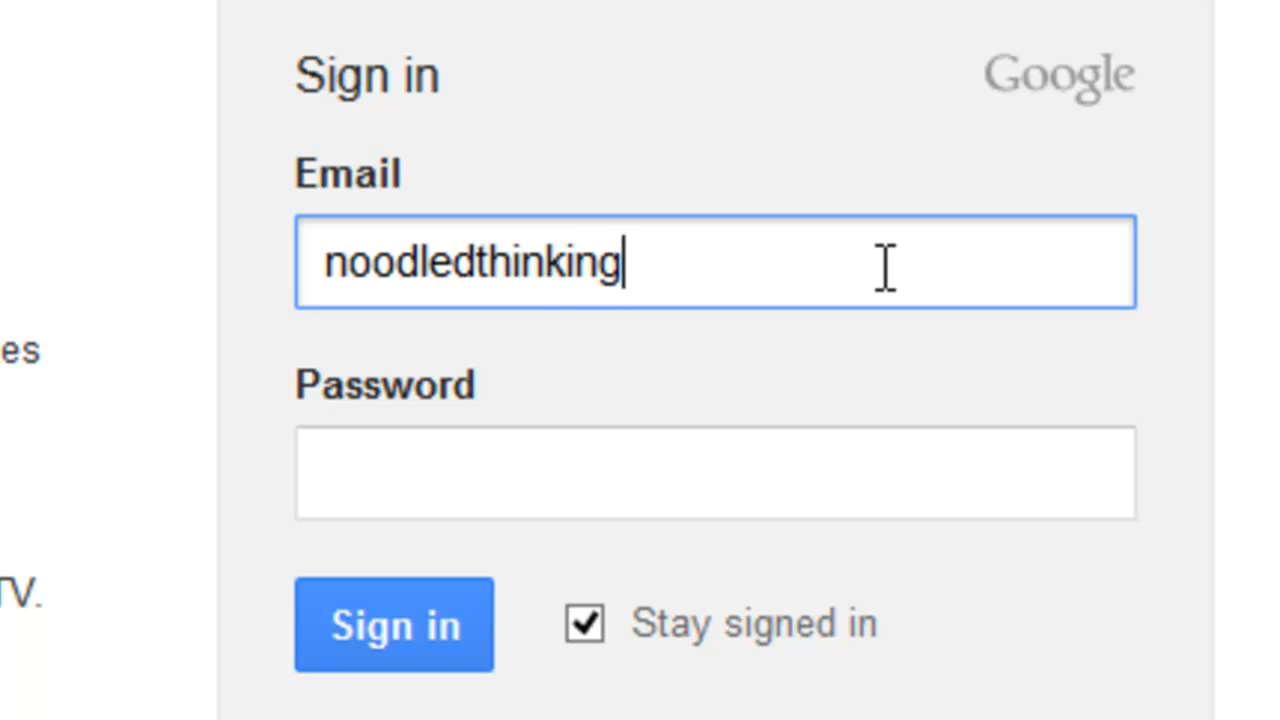 Sign in
Google
Email
noodledthinking
es
Password
TV.
Sign in
Stay signed in